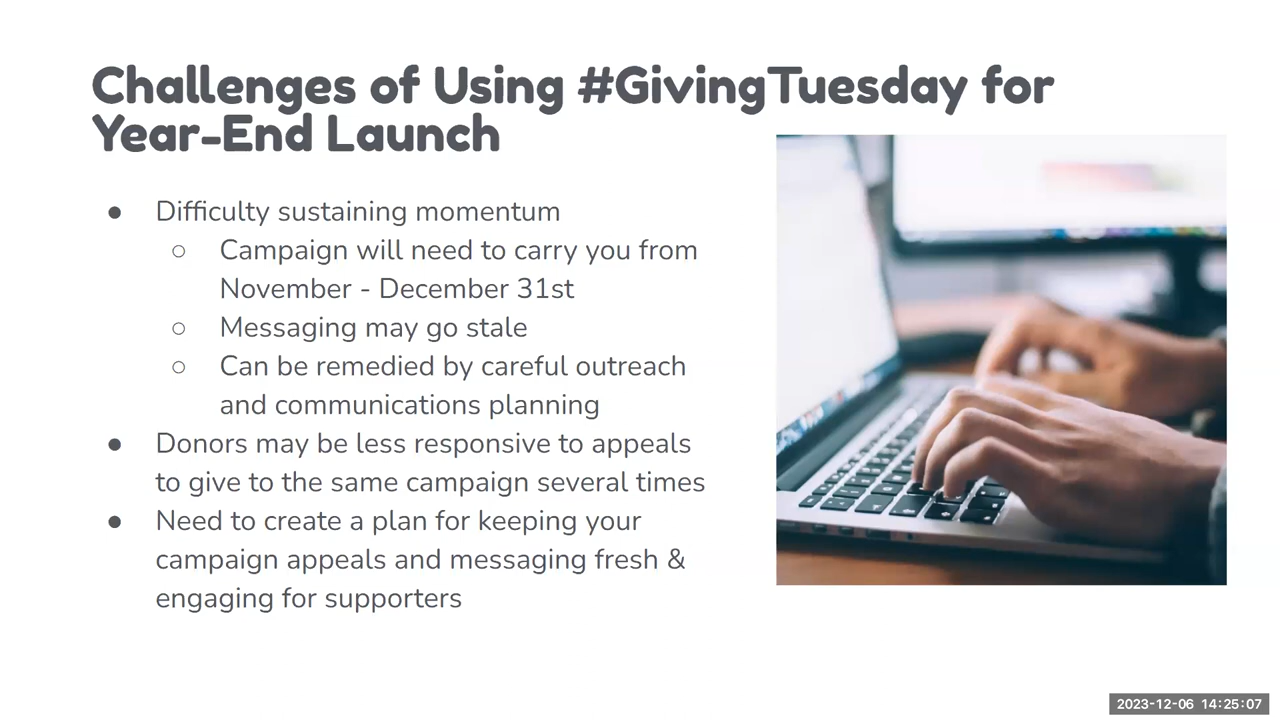 Challenges of Using #GivingTuesday for
Year-End Launch
● Difficulty sustaining momentum
○ Campaign will need to carry you from
November - December 31st
○ Messaging may go stale
○ Can be remedied by careful outreach
and communications planning
● Donors may be less responsive to appeals
to give to the same campaign several times
● Need to create a plan for keeping your
campaign appeals and messaging fresh &
engaging for supporters
2023-12-06 14:25:07